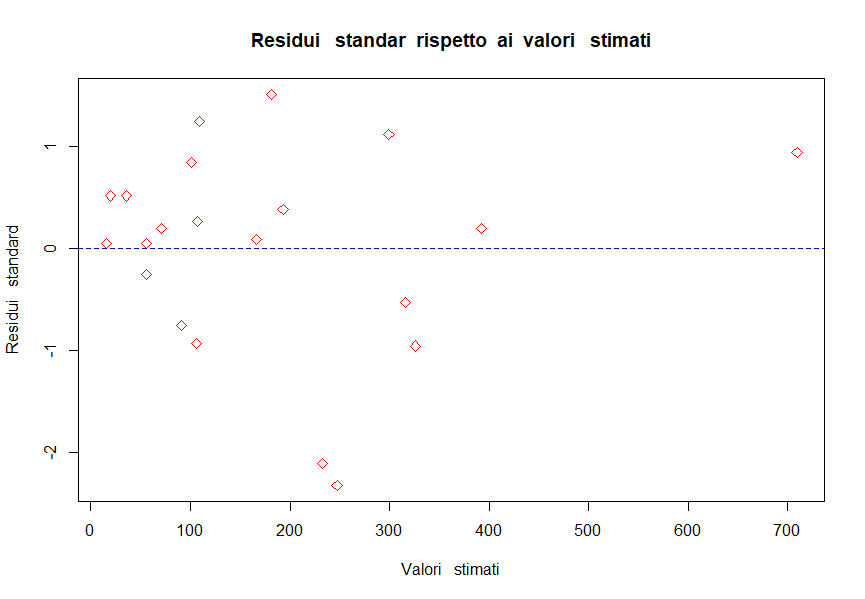 Residui standar rispetto ai valori stimati
Residui standard
1
0
-1
-2
0 100 200 300 400 500 600 700
Valori stimati